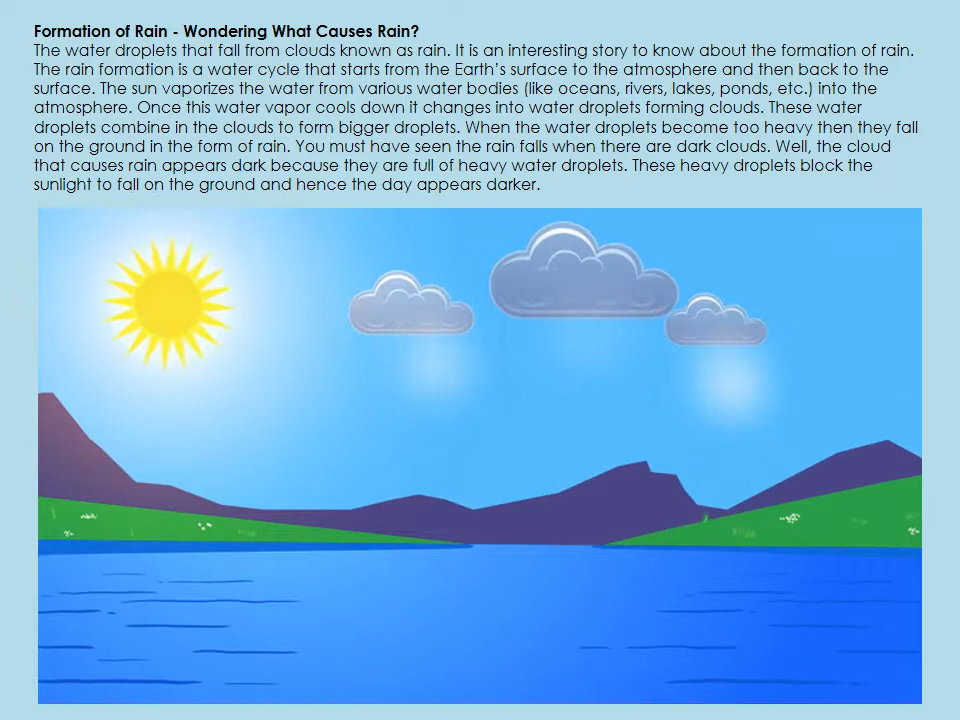 Formation of Rain - Wondering What Causes Rain?
The water droplets that fall from clouds known as rain. It is an interesting story to know about the formation of rain.
The rain formation is a water cycle that starts from the Earth's surface to the atmosphere and then back to the
surface. The sun vaporizes the water from various water bodies (like oceans, rivers, lakes, ponds, etc.) into the
atmosphere. Once this water vapor cools down it changes into water droplets forming clouds. These water
droplets combine in the clouds to form bigger droplets. When the water droplets become too heavy then they fall
on the ground in the form of rain. You must have seen the rain falls when there are dark clouds. Well, the cloud
that causes rain appears dark because they are full of heavy water droplets. These heavy droplets block the
sunlight to fall on the ground and hence the day appears darker.